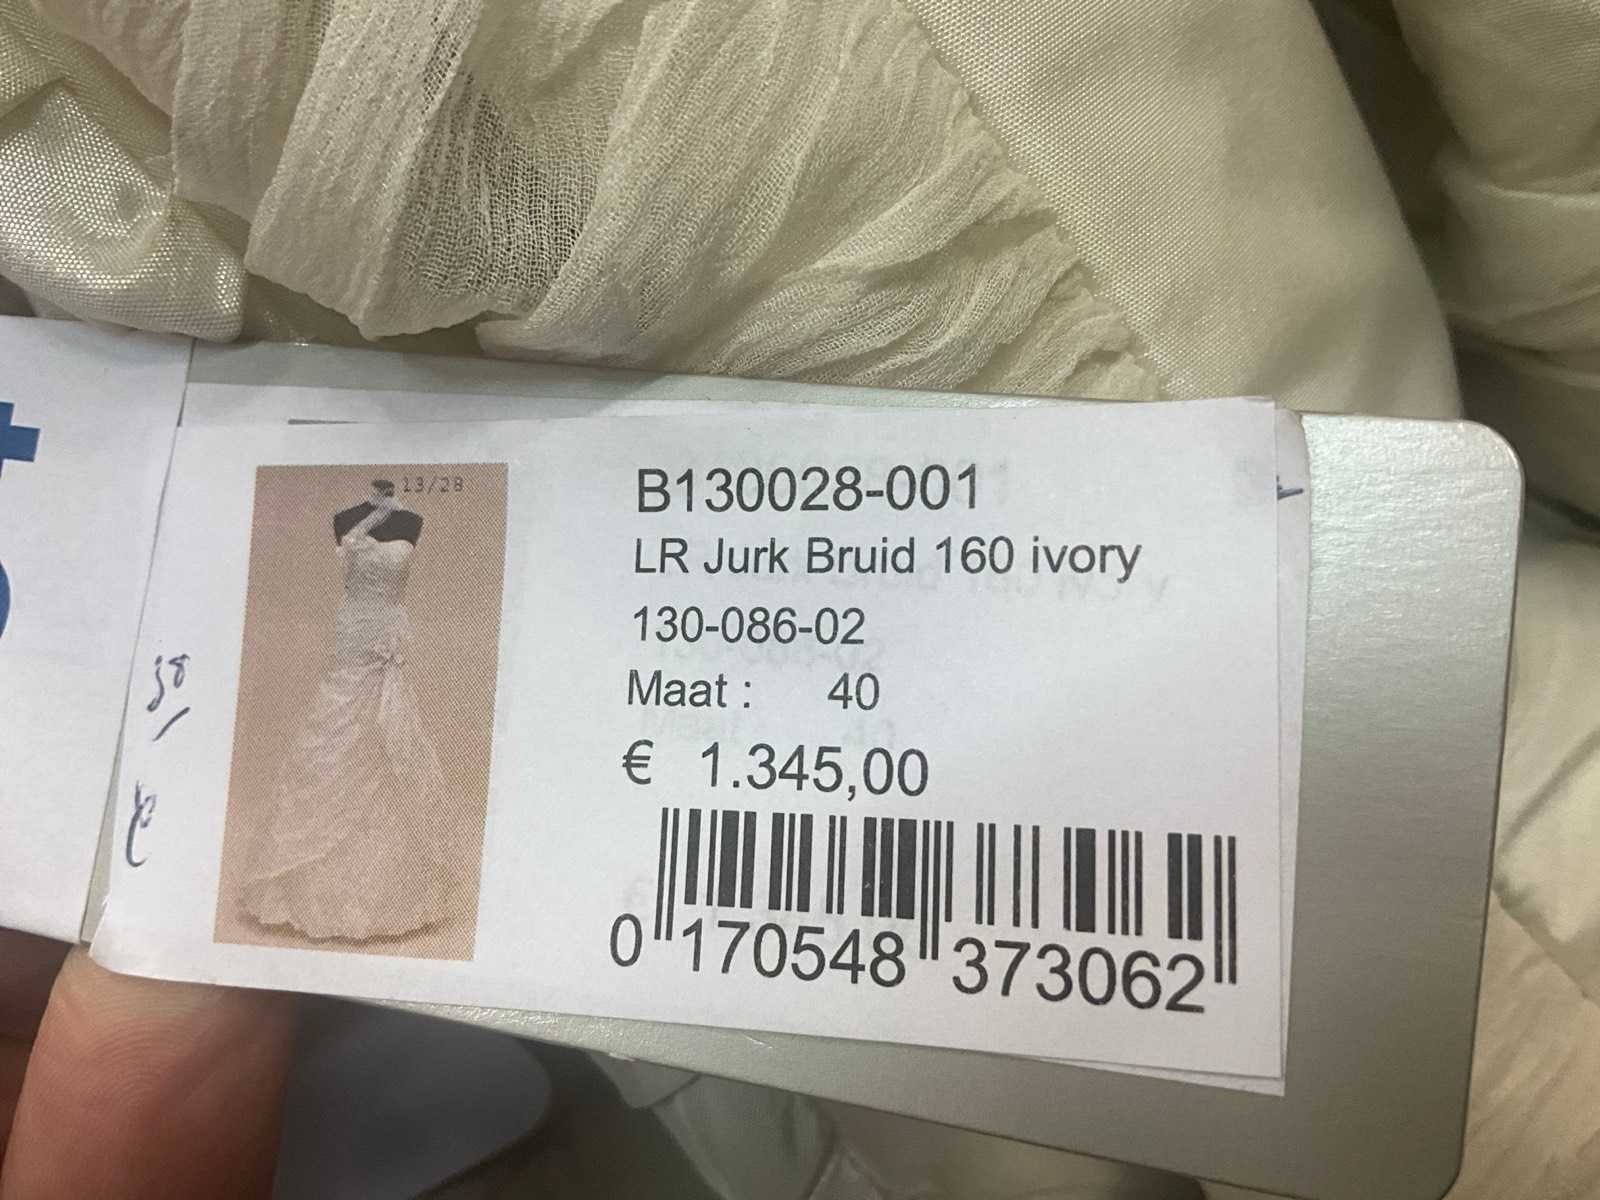 13/28
B130028-001
LR Jurk Bruid 160 ivory
130-086-02
Maat : 40
€ 1.345,00
0 170548 373062